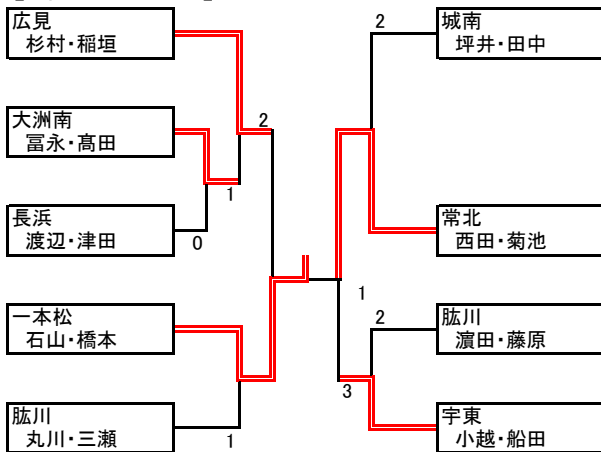 広見
杉村・稲垣
大洲南
冨永・髙田
長浜
渡辺・津田
一本松
石山・橋本
肱川
丸川・三瀬
2
1
0
1
2
1
2
3
城南
坪井・田中
常北
西田・菊池
肱川
濵田・藤原
宇東
小越・船田